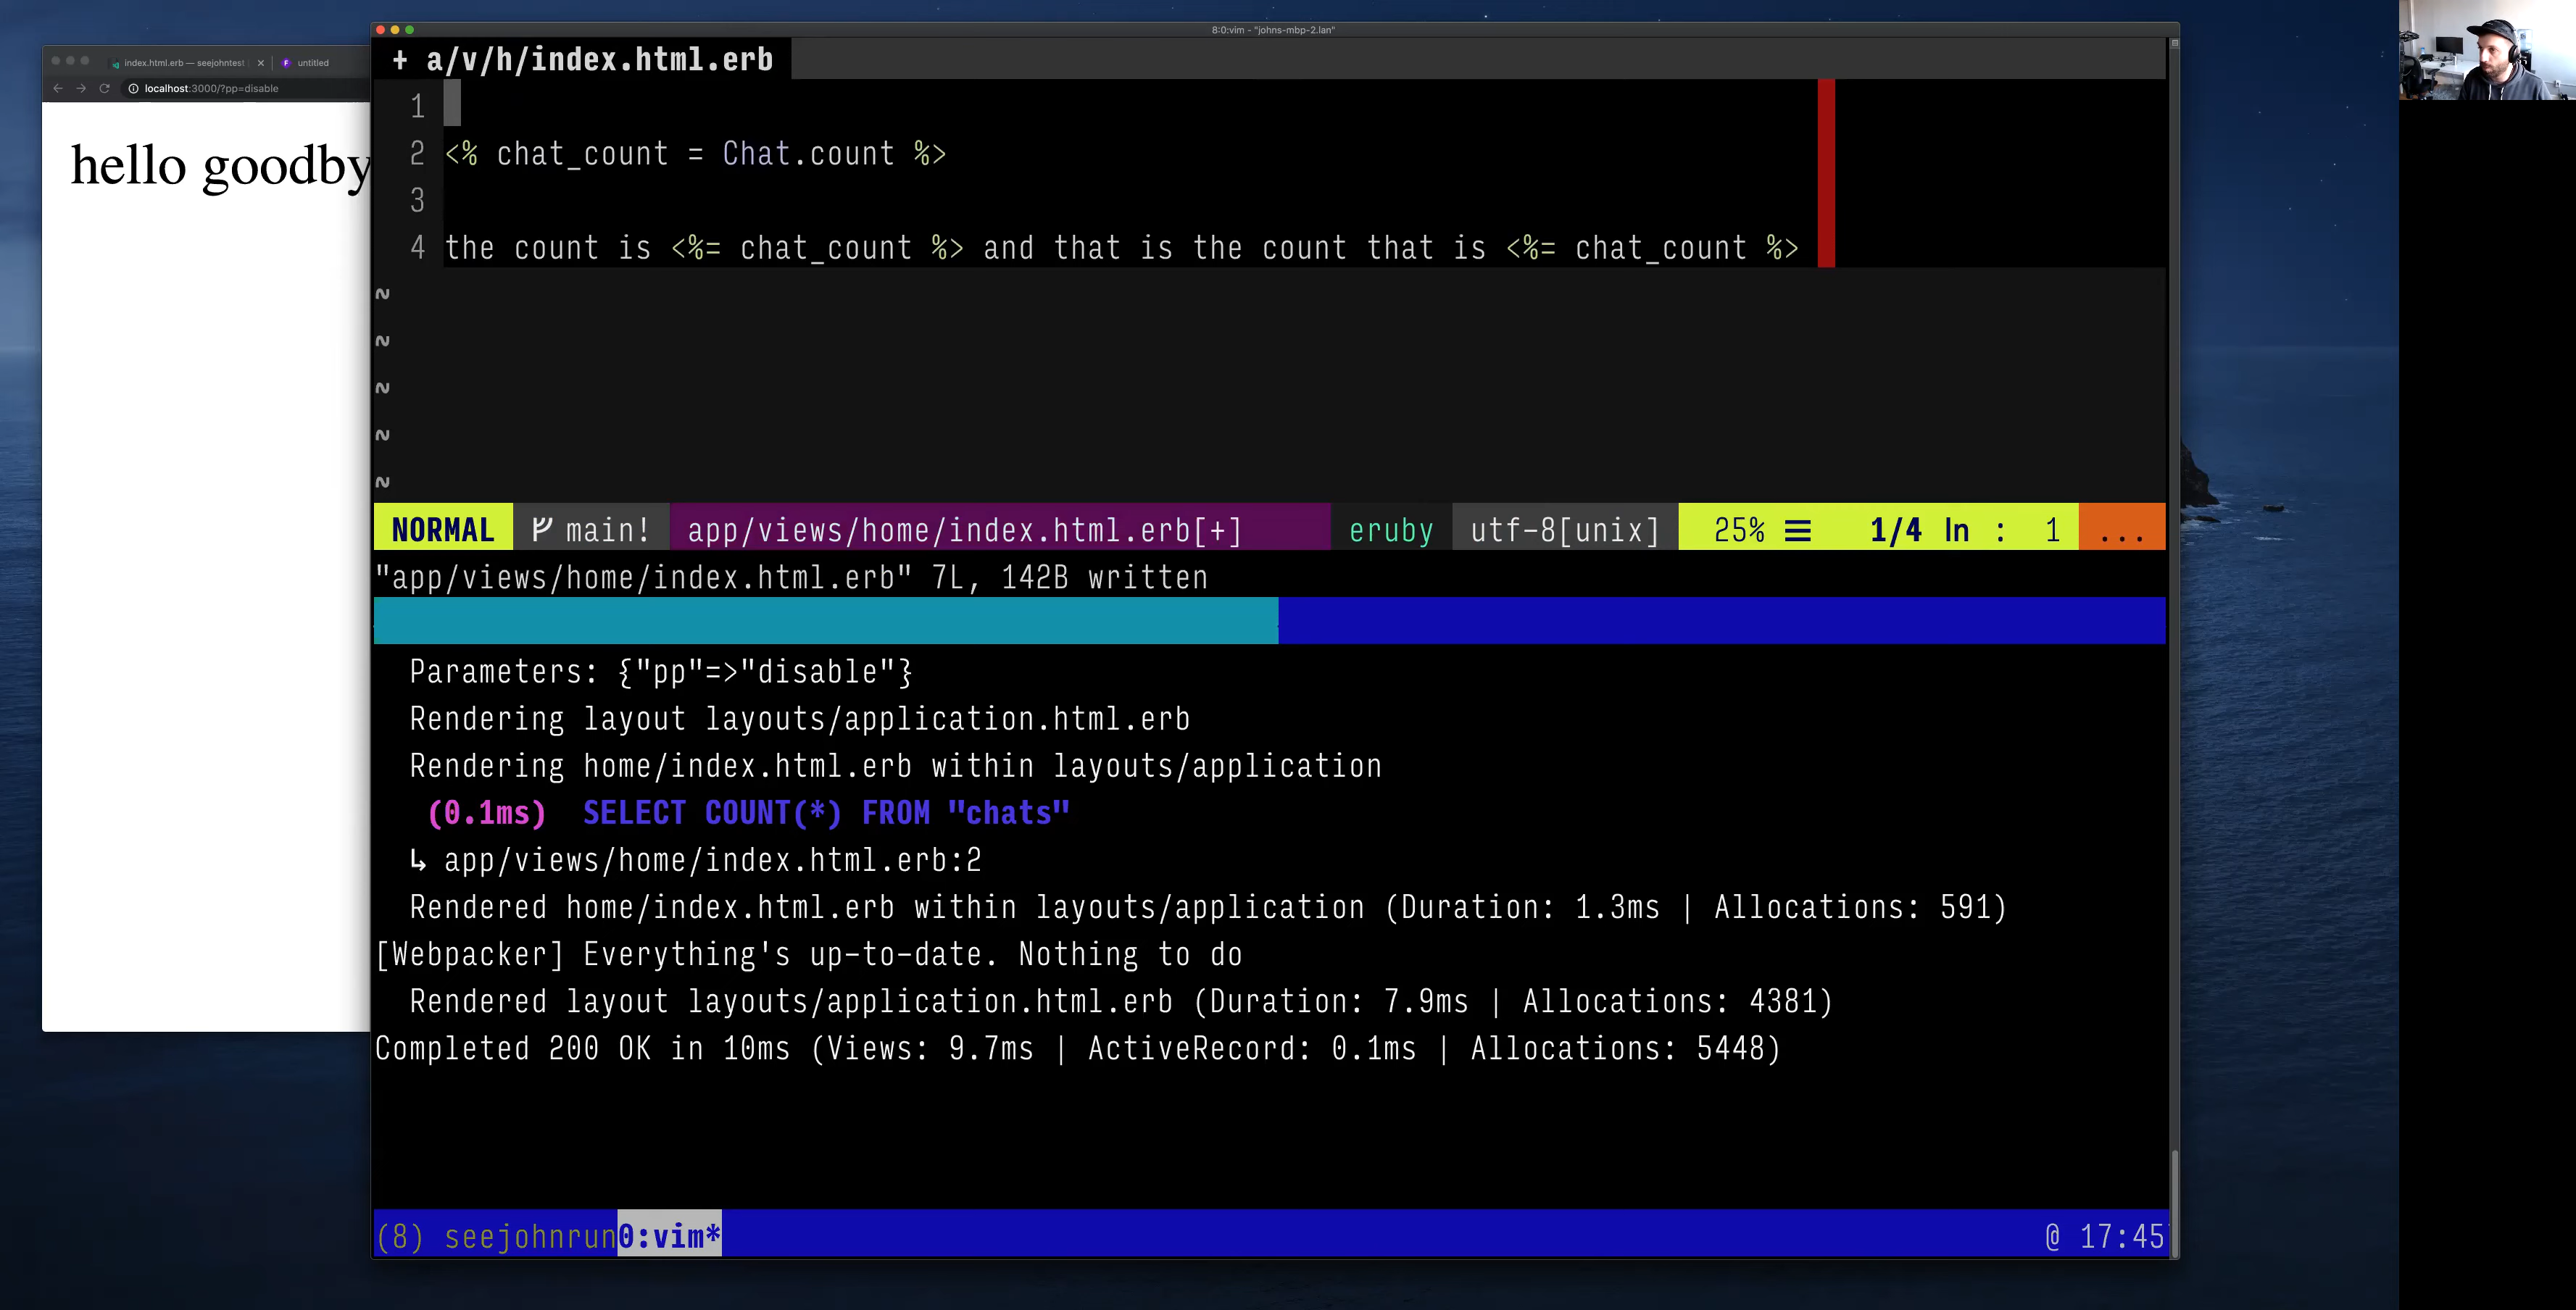 8:0:vim - "johns-mbp-2.lan"
index.html.erb — seejohntest
untitled
localhost:3000/?pp=disable
hello goodby
+ a/v/h/index.html.erb
1
2 <% chat_count = Chat.count %>
3
4 the count is <%= chat_count %> and that is the count that is <%= chat_count %>
~
~
~
~
~
NORMAL main! app/views/home/index.html.erb[+] eruby utf-8[unix] 25% ☰ 1/4 ln : 1 ...
"app/views/home/index.html.erb" 7L, 142B written
Parameters: {"pp"=>"disable"}
Rendering layout layouts/application.html.erb
Rendering home/index.html.erb within layouts/application
(0.1ms) SELECT COUNT(*) FROM "chats"
↳ app/views/home/index.html.erb:2
Rendered home/index.html.erb within layouts/application (Duration: 1.3ms | Allocations: 591)
[Webpacker] Everything's up-to-date. Nothing to do
Rendered layout layouts/application.html.erb (Duration: 7.9ms | Allocations: 4381)
Completed 200 OK in 10ms (Views: 9.7ms | ActiveRecord: 0.1ms | Allocations: 5448)
(8) seejohnrun0:vim* @ 17:45